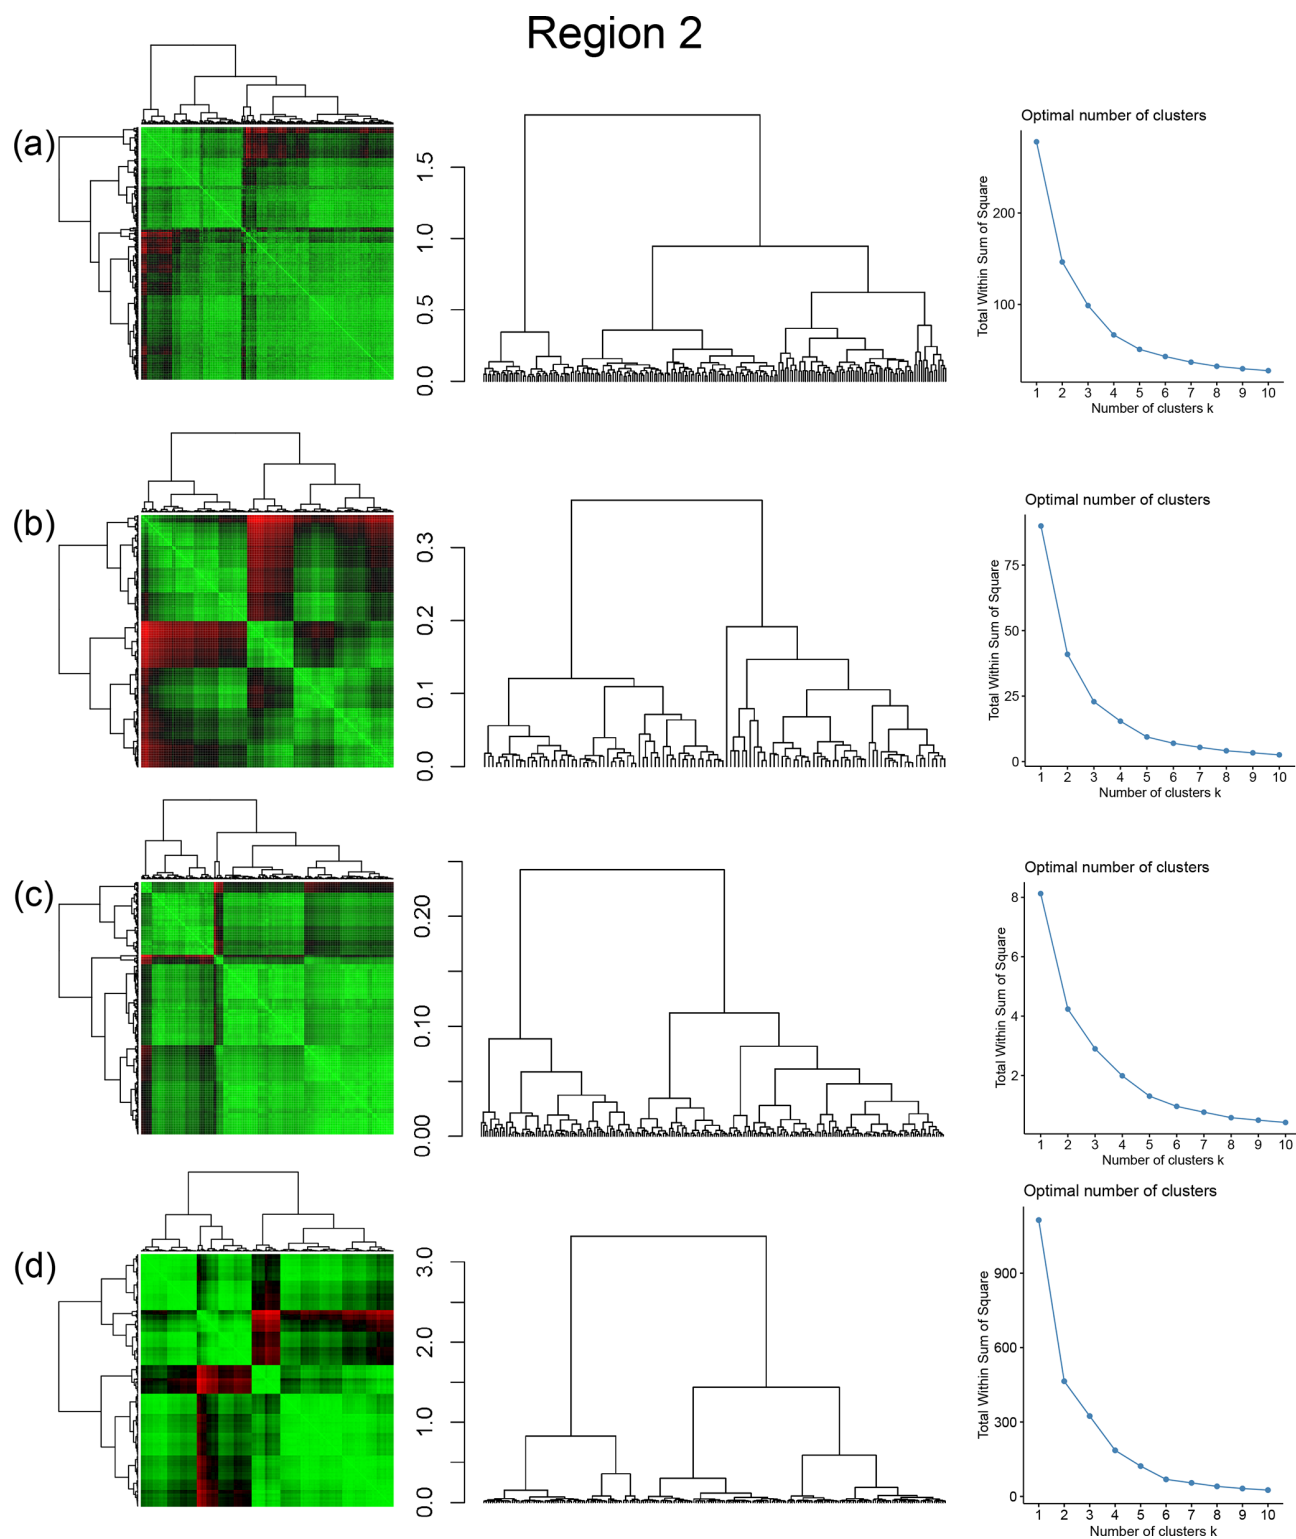 Region 2
(a)
1.5
1.0
0.5
0.0
Optimal number of clusters
Total Within Sum of Square
200
100
1 2 3 4 5 6 7 8 9 10
Number of clusters k
(b)
0.3
0.2
0.1
0.0
Optimal number of clusters
Total Within Sum of Square
75
50
25
0
1 2 3 4 5 6 7 8 9 10
Number of clusters k
(c)
0.20
0.10
0.00
Optimal number of clusters
Total Within Sum of Square
8
6
4
2
1 2 3 4 5 6 7 8 9 10
Number of clusters k
(d)
3.0
2.0
1.0
0.0
Optimal number of clusters
Total Within Sum of Square
900
600
300
0
1 2 3 4 5 6 7 8 9 10
Number of clusters k